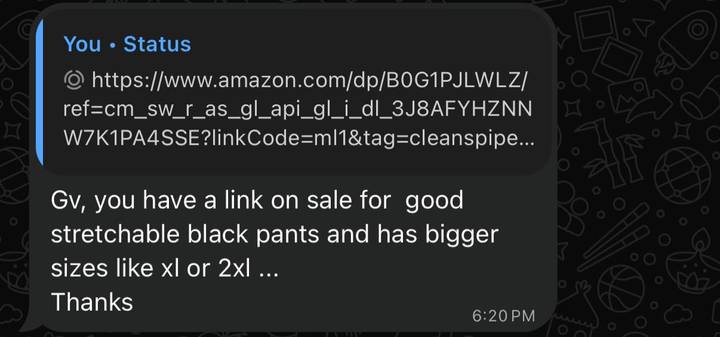 You • Status
https://www.amazon.com/dp/B0G1PJLWLZ/
ref=cm_sw_r_as_gl_api_gl_i_dl_3J8AFYHZNN
W7K1PA4SSE?linkCode=ml1&tag=cleanspipe...
Gv, you have a link on sale for  good
stretchable black pants and has bigger
sizes like xl or 2xl ...
Thanks
6:20 PM